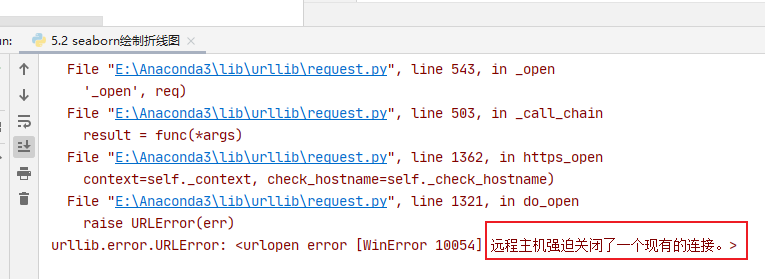 un:
5.2 seaborn绘制折线图
File "E:\Anaconda3\lib\urllib\request.py", line 543, in _open
'_open', req)
File "E:\Anaconda3\lib\urllib\request.py", line 503, in _call_chain
result = func(*args)
File "E:\Anaconda3\lib\urllib\request.py", line 1362, in https_open
context=self._context, check_hostname=self._check_hostname)
File "E:\Anaconda3\lib\urllib\request.py", line 1321, in do_open
raise URLError(err)
urllib.error.URLError: <urlopen error [WinError 10054] 远程主机强迫关闭了一个现有的连接。>